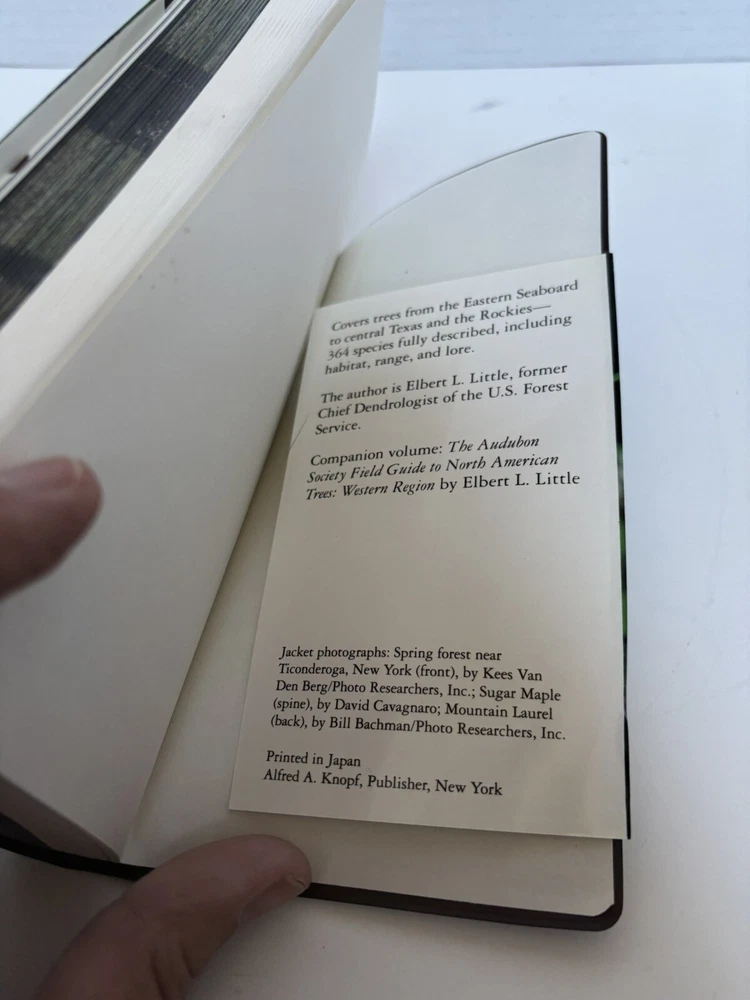 Covers trees from the Eastern Seaboard
to central Texas and the Rockies—
364 species fully described, including
habitat, range, and lore.
The author is Elbert L. Little, former
Chief Dendrologist of the U.S. Forest
Service.
Companion volume: The Audubon
Society Field Guide to North American
Trees: Western Region by Elbert L. Little
Jacket photographs: Spring forest near
Ticonderoga, New York (front), by Kees Van
Den Berg/Photo Researchers, Inc.; Sugar Maple
(spine), by David Cavagnaro; Mountain Laurel
(back), by Bill Bachman/Photo Researchers, Inc.
Printed in Japan
Alfred A. Knopf, Publisher, New York